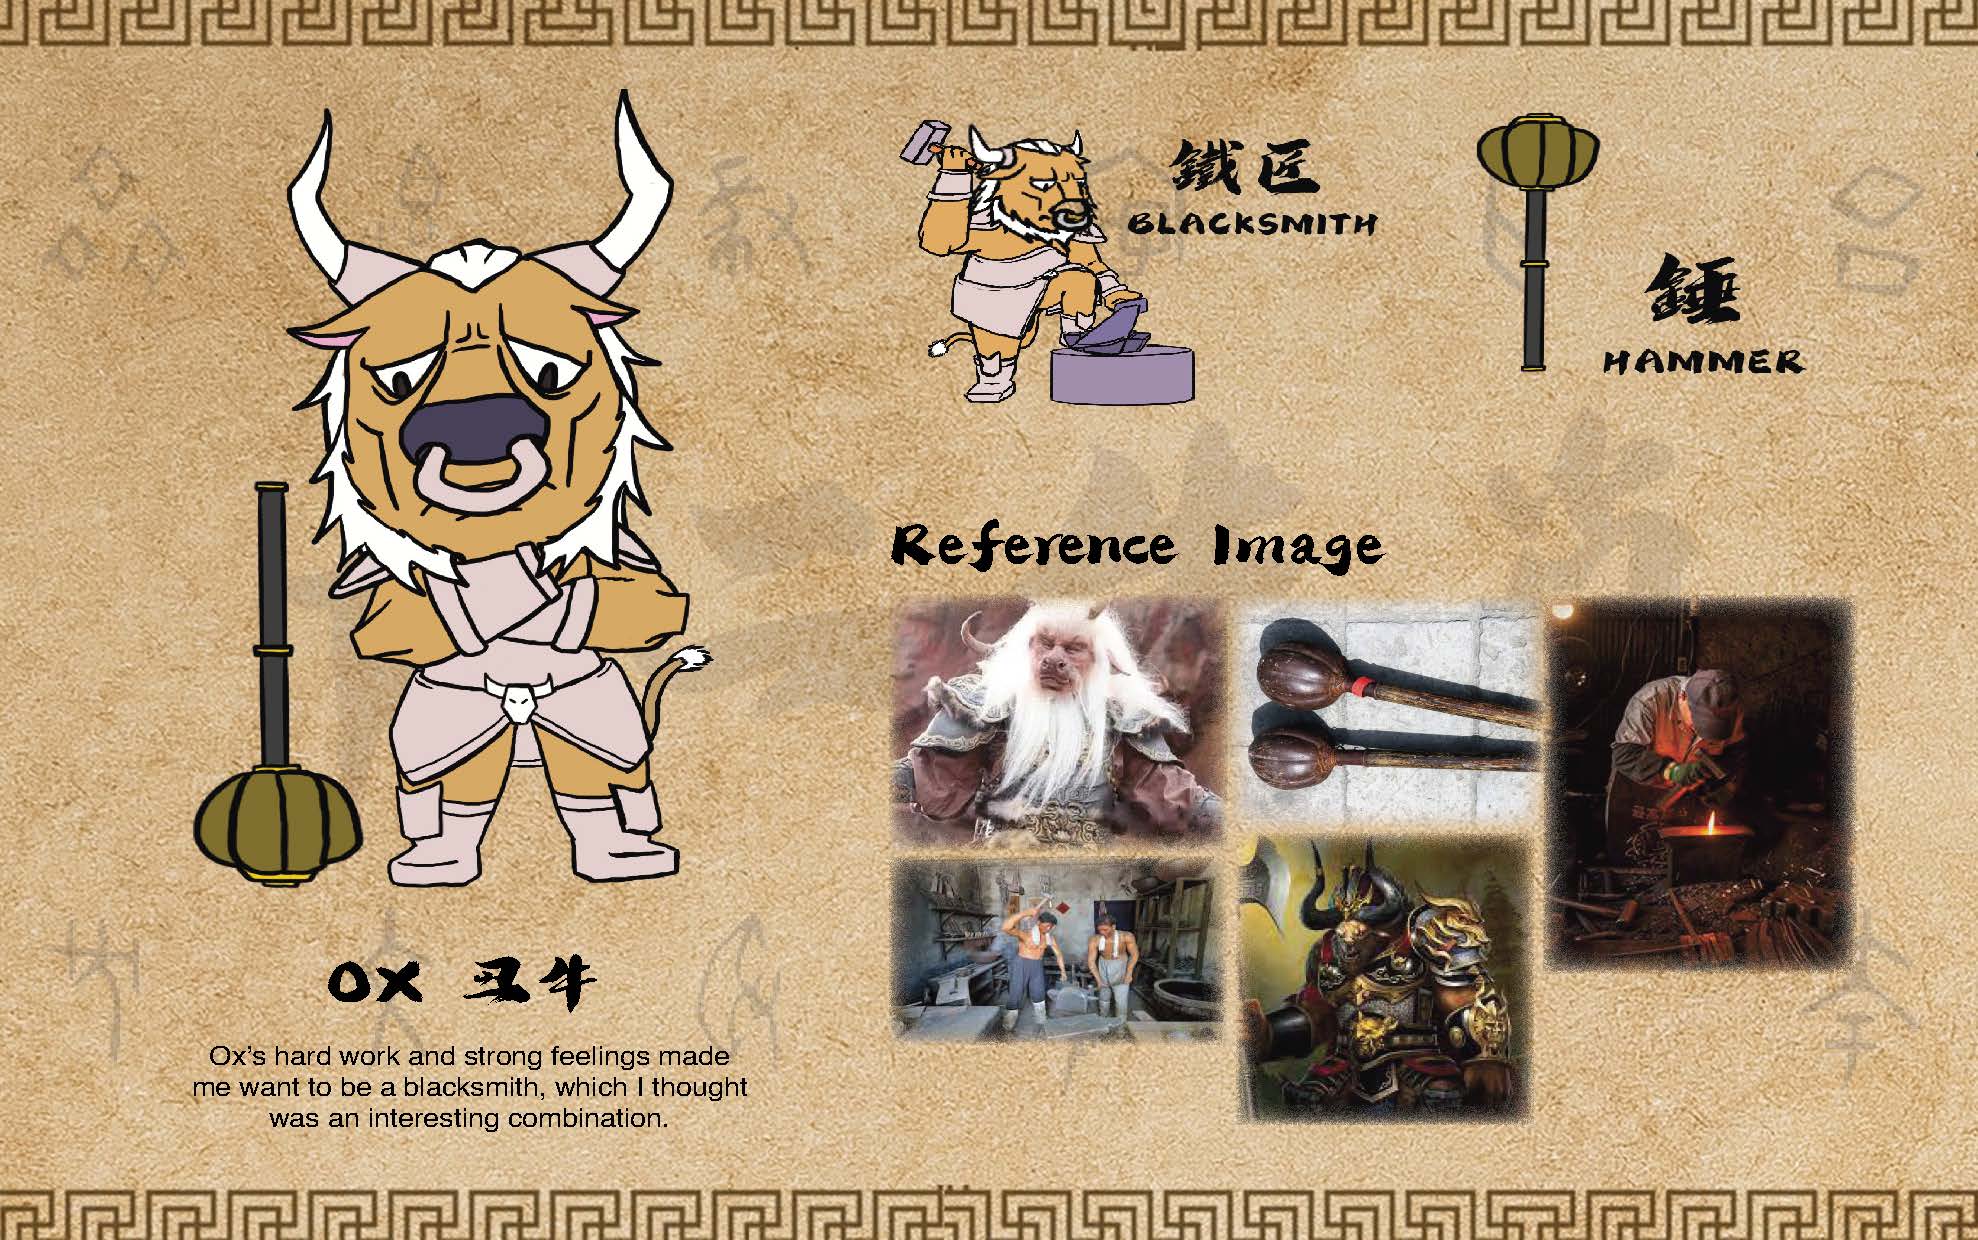 鐵匠
BLACKSMITH
錘
HAMMER
Reference Image
OX 丑牛
Ox's hard work and strong feelings made
me want to be a blacksmith, which I thought
was an interesting combination.